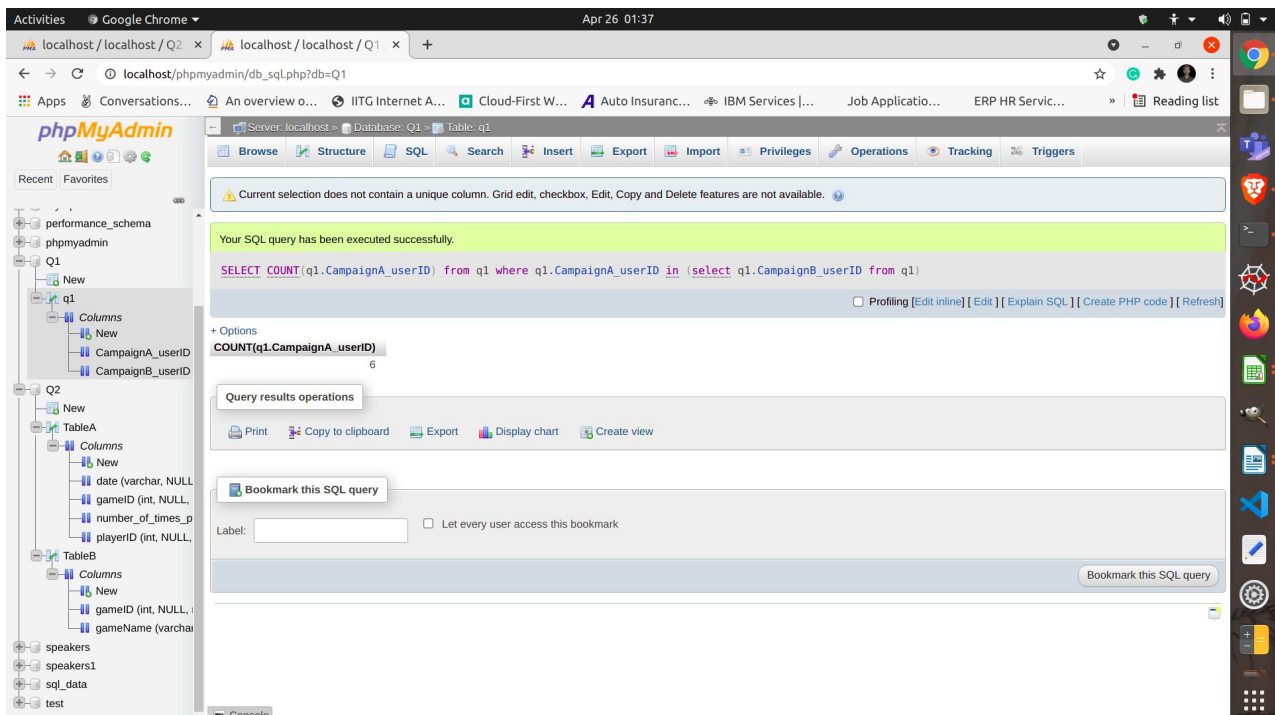 Activities Google Chrome Apr 26 01:37
localhost / localhost / Q2 localhost / localhost / Q1
localhost/phpmyadmin/db_sql.php?db=Q1
Apps Conversations... An overview o... IITG Internet A... Cloud-First W... Auto Insuranc... IBM Services |... Job Applicatio... ERP HR Servic... » Reading list
phpMyAdmin
Recent Favorites
performance_schema
phpmyadmin
Q1
New
q1
Columns
New
CampaignA_userID
CampaignB_userID
Q2
New
TableA
Columns
New
date (varchar, NULL
gameID (int, NULL,
number_of_times_p
playerID (int, NULL,
TableB
Columns
New
gameID (int, NULL,
gameName (varchar
speakers
speakers1
sql_data
test
Server: localhost » Database: Q1 » Table: q1
Browse Structure SQL Search Insert Export Import Privileges Operations Tracking Triggers
Current selection does not contain a unique column. Grid edit, checkbox, Edit, Copy and Delete features are not available.
Your SQL query has been executed successfully.
SELECT COUNT(q1.CampaignA_userID) from q1 where q1.CampaignA_userID in (select q1.CampaignB_userID from q1)
Profiling [Edit inline] [ Edit ] [ Explain SQL ] [ Create PHP code ] [ Refresh]
+ Options
COUNT(q1.CampaignA_userID)
6
Query results operations
Print Copy to clipboard Export Display chart Create view
Bookmark this SQL query
Label: Let every user access this bookmark
Bookmark this SQL query
Console